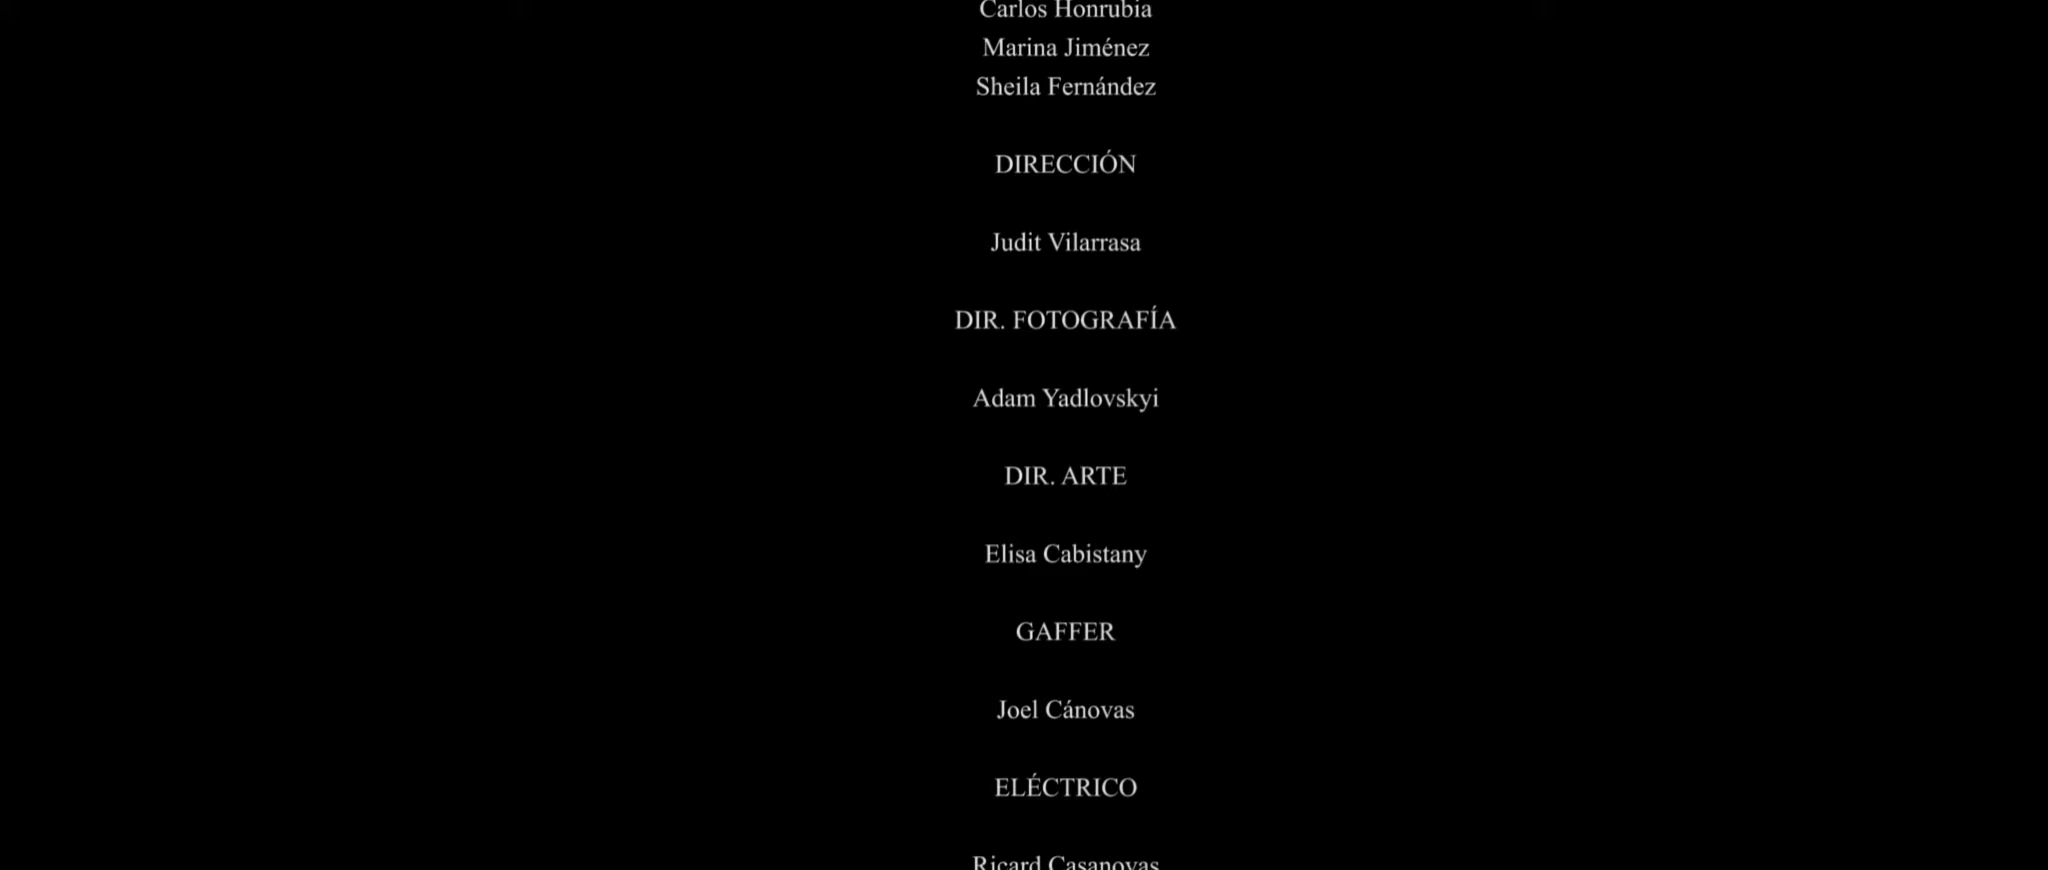 Carlos Honrubia
Marina Jiménez
Sheila Fernández
DIRECCIÓN
Judit Vilarrasa
DIR. FOTOGRAFÍA
Adam Yadlovskyi
DIR. ARTE
Elisa Cabistany
GAFFER
Joel Cánovas
ELÉCTRICO
Ricard Casanovas